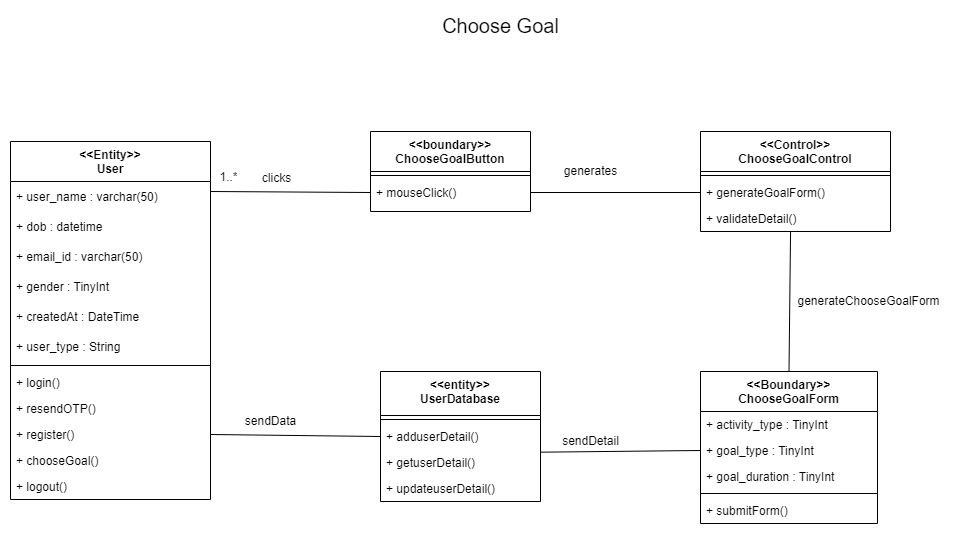 Choose Goal
<<Entity>>
User
+ user_name : varchar(50)
+ dob : datetime
+ email_id : varchar(50)
+ gender : TinyInt
+ createdAt : DateTime
+ user_type : String
+ login()
+ resendOTP()
+ register()
+ chooseGoal()
+ logout()
1..*
clicks
<<boundary>>
ChooseGoalButton
+ mouseClick()
generates
<<Control>>
ChooseGoalControl
+ generateGoalForm()
+ validateDetail()
generateChooseGoalForm
<<Boundary>>
ChooseGoalForm
+ activity_type : TinyInt
+ goal_type : TinyInt
+ goal_duration : TinyInt
+ submitForm()
sendDetail
<<entity>>
UserDatabase
+ adduserDetail()
+ getuserDetail()
+ updateuserDetail()
sendData